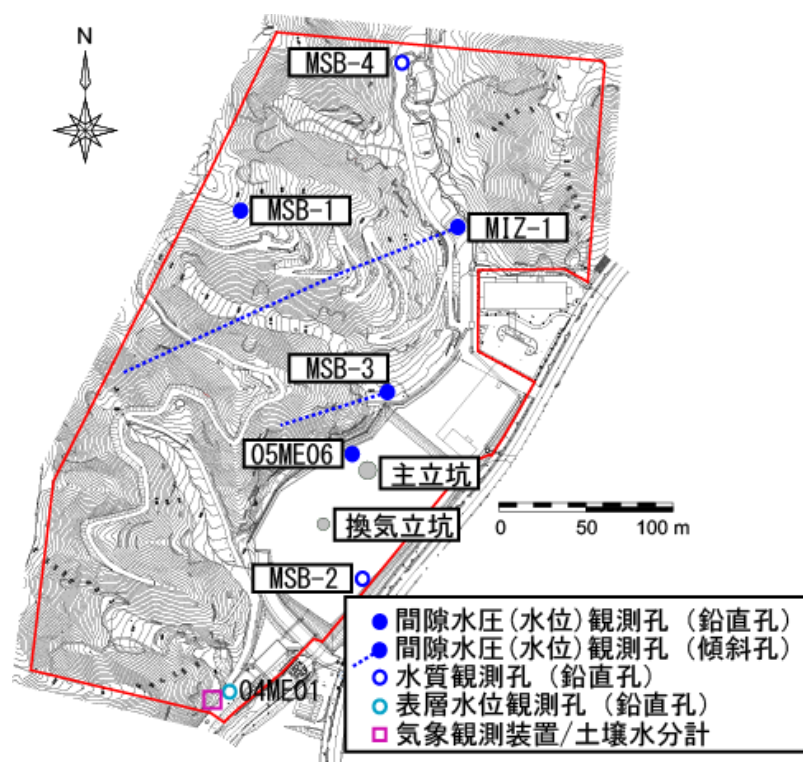 N
MSB-4
MSB-1
MIZ-1
MSB-3
05ME06
主立坑
換気立坑
0 50 100 m
MSB-2
04ME01
間隙水圧(水位)観測孔 (鉛直孔)
間隙水圧(水位)観測孔 (傾斜孔)
水質観測孔 (鉛直孔)
表層水位観測孔 (鉛直孔)
気象観測装置/土壌水分計